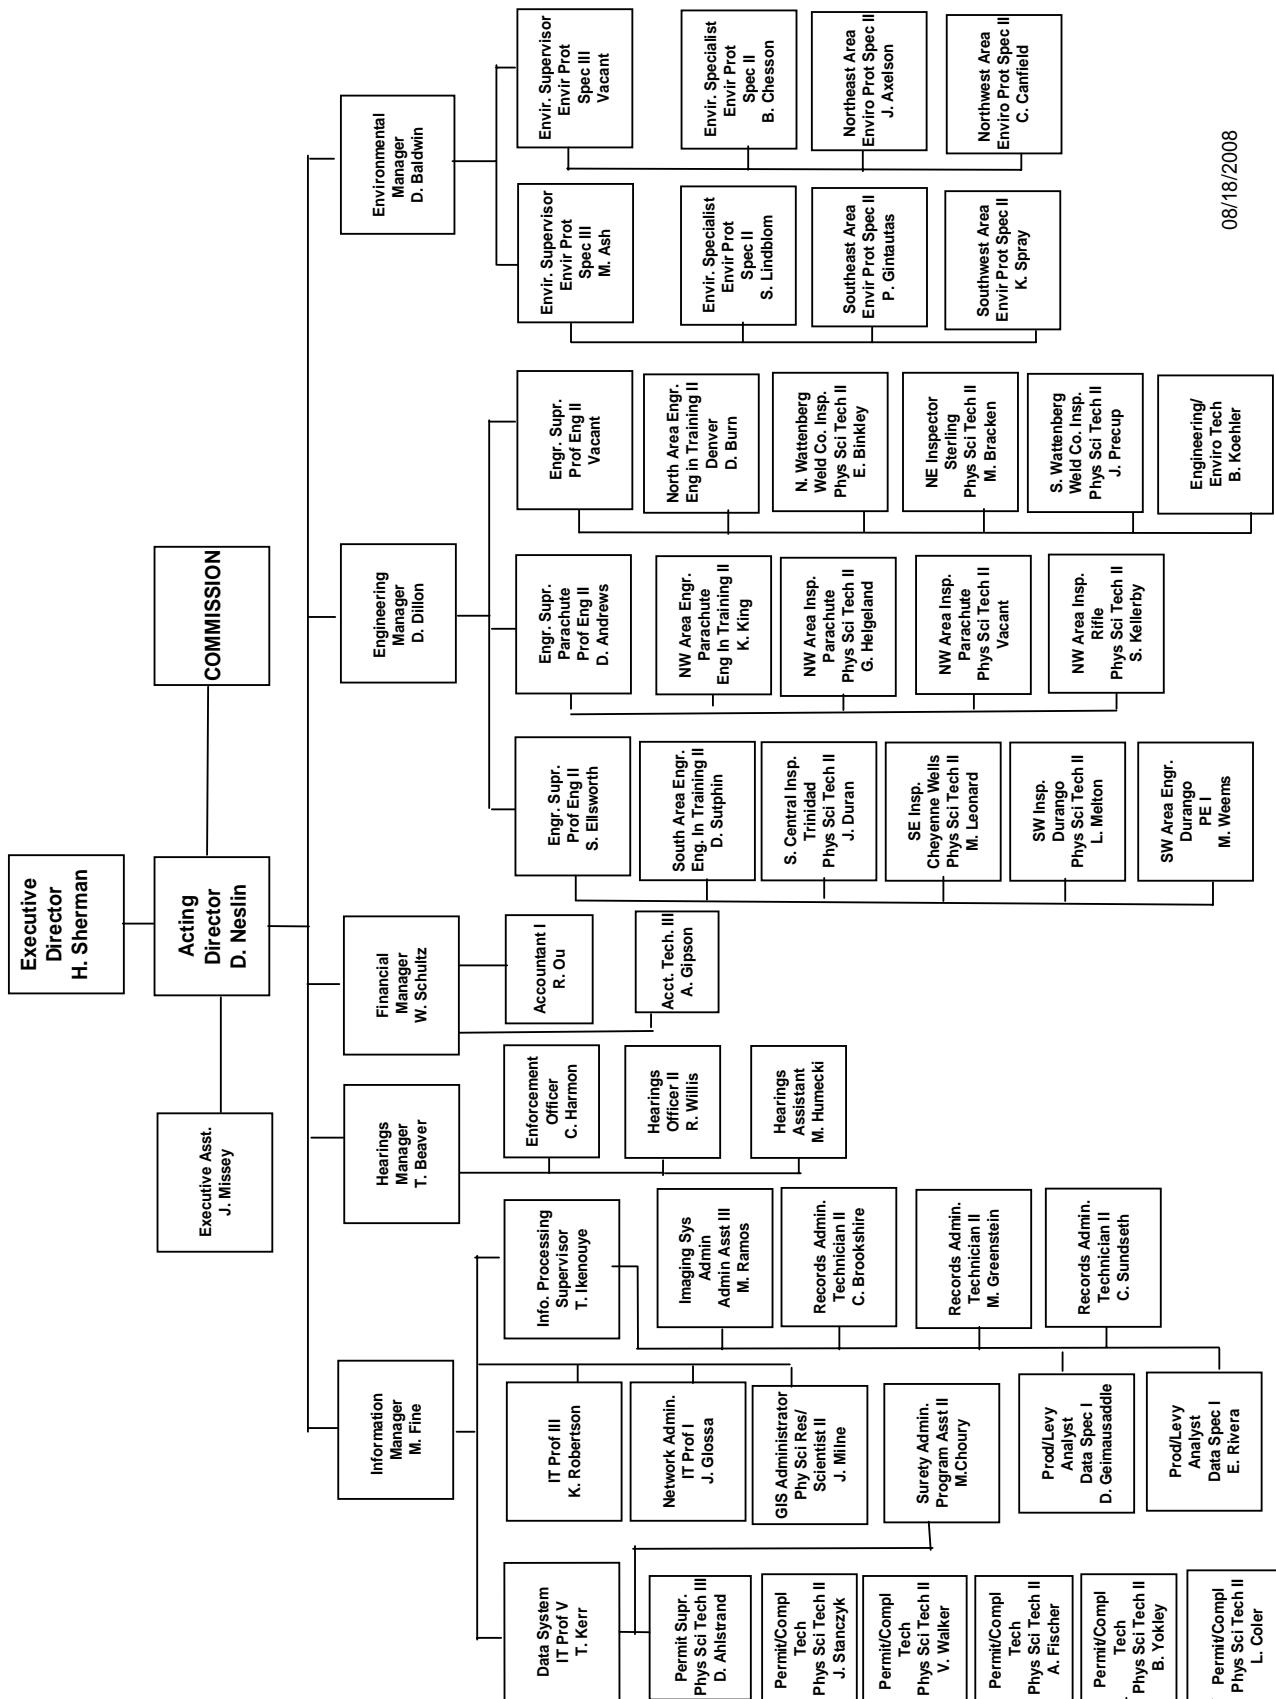 Executive
Director
H. Sherman
Executive Asst.
J. Missey
Acting
Director
D. Neslin
COMMISSION
Information
Manager
M. Fine
Hearings
Manager
T. Beaver
Financial
Manager
W. Schultz
Engineering
Manager
D. Dillon
Environmental
Manager
D. Baldwin
Data System
IT Prof V
T. Kerr
Permit Supr.
Phys Sci Tech III
D. Ahlstrand
Permit/Compl
Tech
Phys Sci Tech II
J. Stanczyk
Permit/Compl
Tech
Phys Sci Tech II
V. Walker
Permit/Compl
Tech
Phys Sci Tech II
A. Fischer
Permit/Compl
Tech
Phys Sci Tech II
B. Yokley
Permit/Compl
Phys Sci Tech II
L. Coler
IT Prof III
K. Robertson
Network Admin.
IT Prof I
J. Glossa
GIS Administrator
Phy Sci Res/
Scientist II
J. Milne
Surety Admin.
Program Asst II
M.Choury
Prod/Levy
Analyst
Data Spec I
D. Geimausaddle
Prod/Levy
Analyst
Data Spec I
E. Rivera
Info. Processing
Supervisor
T. Ikenouye
Imaging Sys
Admin
Admin Asst III
M. Ramos
Records Admin.
Technician II
C. Brookshire
Records Admin.
Technician II
M. Greenstein
Records Admin.
Technician II
C. Sundseth
Enforcement
Officer
C. Harmon
Hearings
Officer II
R. Willis
Hearings
Assistant
M. Humecki
Accountant I
R. Ou
Acct. Tech. III
A. Gipson
Engr. Supr.
Prof Eng II
S. Ellsworth
South Area Engr.
Eng. In Training II
D. Sutphin
S. Central Insp.
Trinidad
Phys Sci Tech II
J. Duran
SE Insp.
Cheyenne Wells
Phys Sci Tech II
M. Leonard
SW Insp.
Durango
Phys Sci Tech II
L. Melton
SW Area Engr.
Durango
PE I
M. Weems
Engr. Supr.
Parachute
Prof Eng II
D. Andrews
NW Area Engr.
Parachute
Eng In Training II
K. King
NW Area Insp.
Parachute
Phys Sci Tech II
G. Helgeland
NW Area Insp.
Parachute
Phys Sci Tech II
Vacant
NW Area Insp.
Rifle
Phys Sci Tech II
S. Kellerby
Engr. Supr.
Prof Eng II
Vacant
North Area Engr.
Eng in Training II
Denver
D. Burn
N. Wattenberg
Weld Co. Insp.
Phys Sci Tech II
E. Binkley
NE Inspector
Sterling
Phys Sci Tech II
M. Bracken
S. Wattenberg
Weld Co. Insp.
Phys Sci Tech II
J. Precup
Engineering/
Enviro Tech
B. Koehler
Envir. Supervisor
Envir Prot
Spec III
M. Ash
Envir. Specialist
Envir Prot
Spec II
S. Lindblom
Southeast Area
Envir Prot Spec II
P. Gintautas
Southwest Area
Envir Prot Spec II
K. Spray
Envir. Supervisor
Envir Prot
Spec III
Vacant
Envir. Specialist
Envir Prot
Spec II
B. Chesson
Northeast Area
Enviro Prot Spec II
J. Axelson
Northwest Area
Enviro Prot Spec II
C. Canfield
08/18/2008